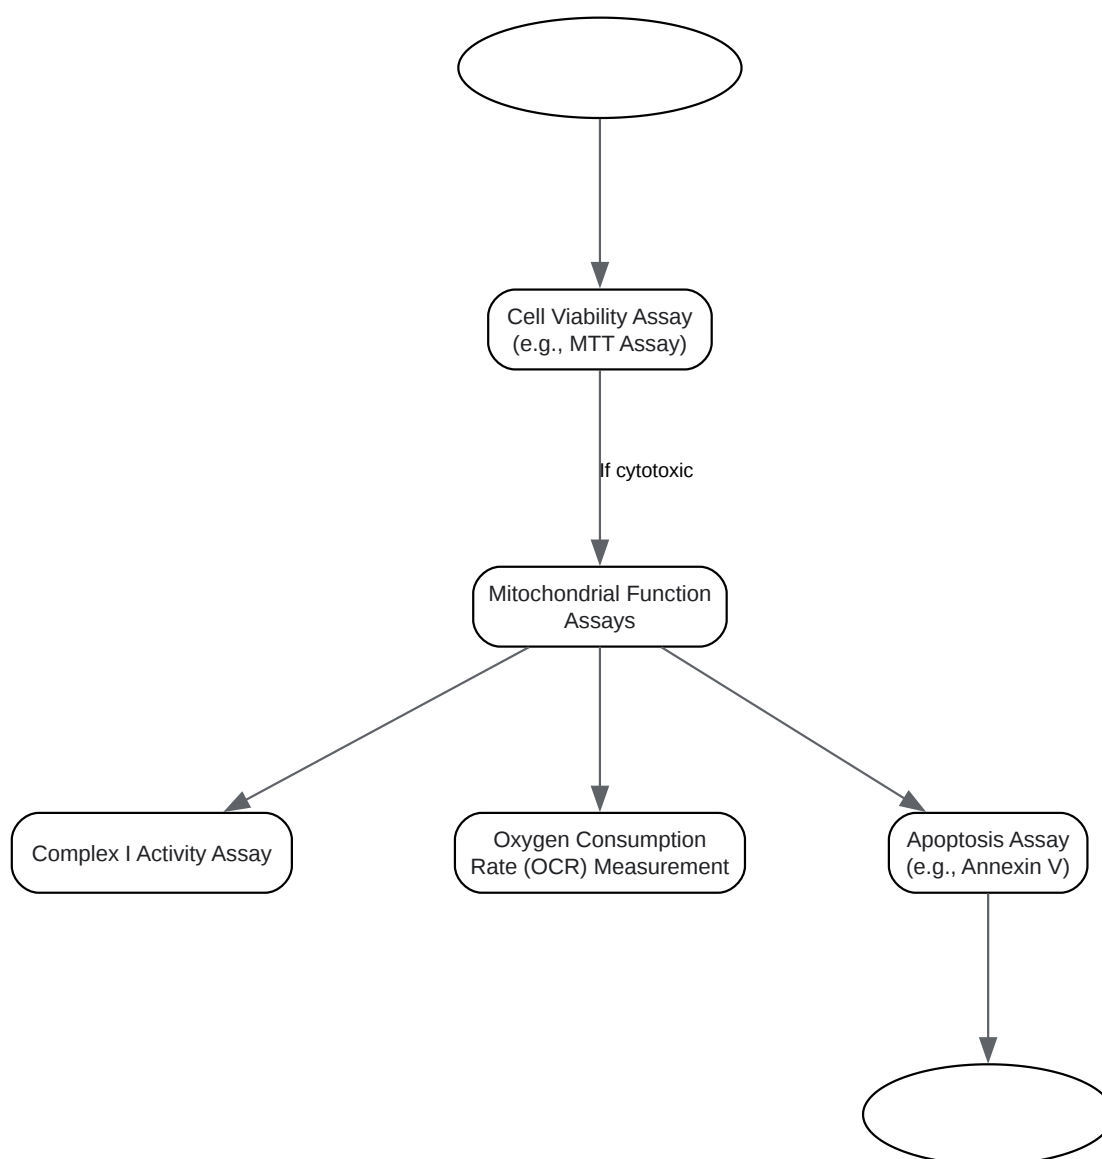 Cell Viability Assay
(e.g., MTT Assay)
If cytotoxic
Mitochondrial Function
Assays
Complex I Activity Assay
Oxygen Consumption
Rate (OCR) Measurement
Apoptosis Assay
(e.g., Annexin V)